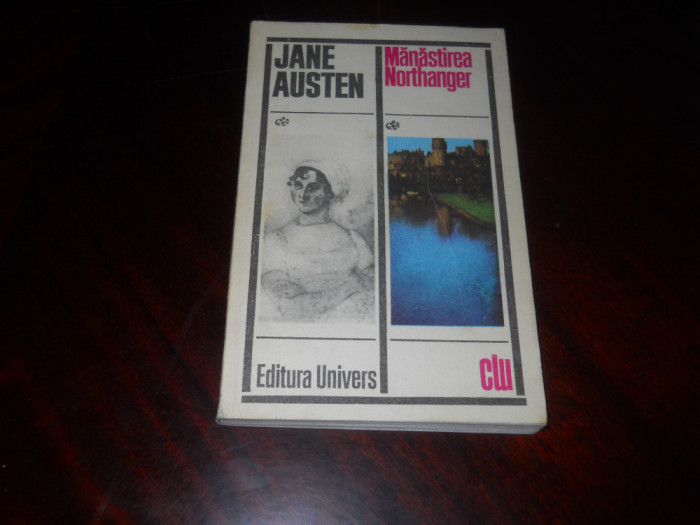 JANE
AUSTEN
Mănăstirea
Northanger
Editura Univers
clu